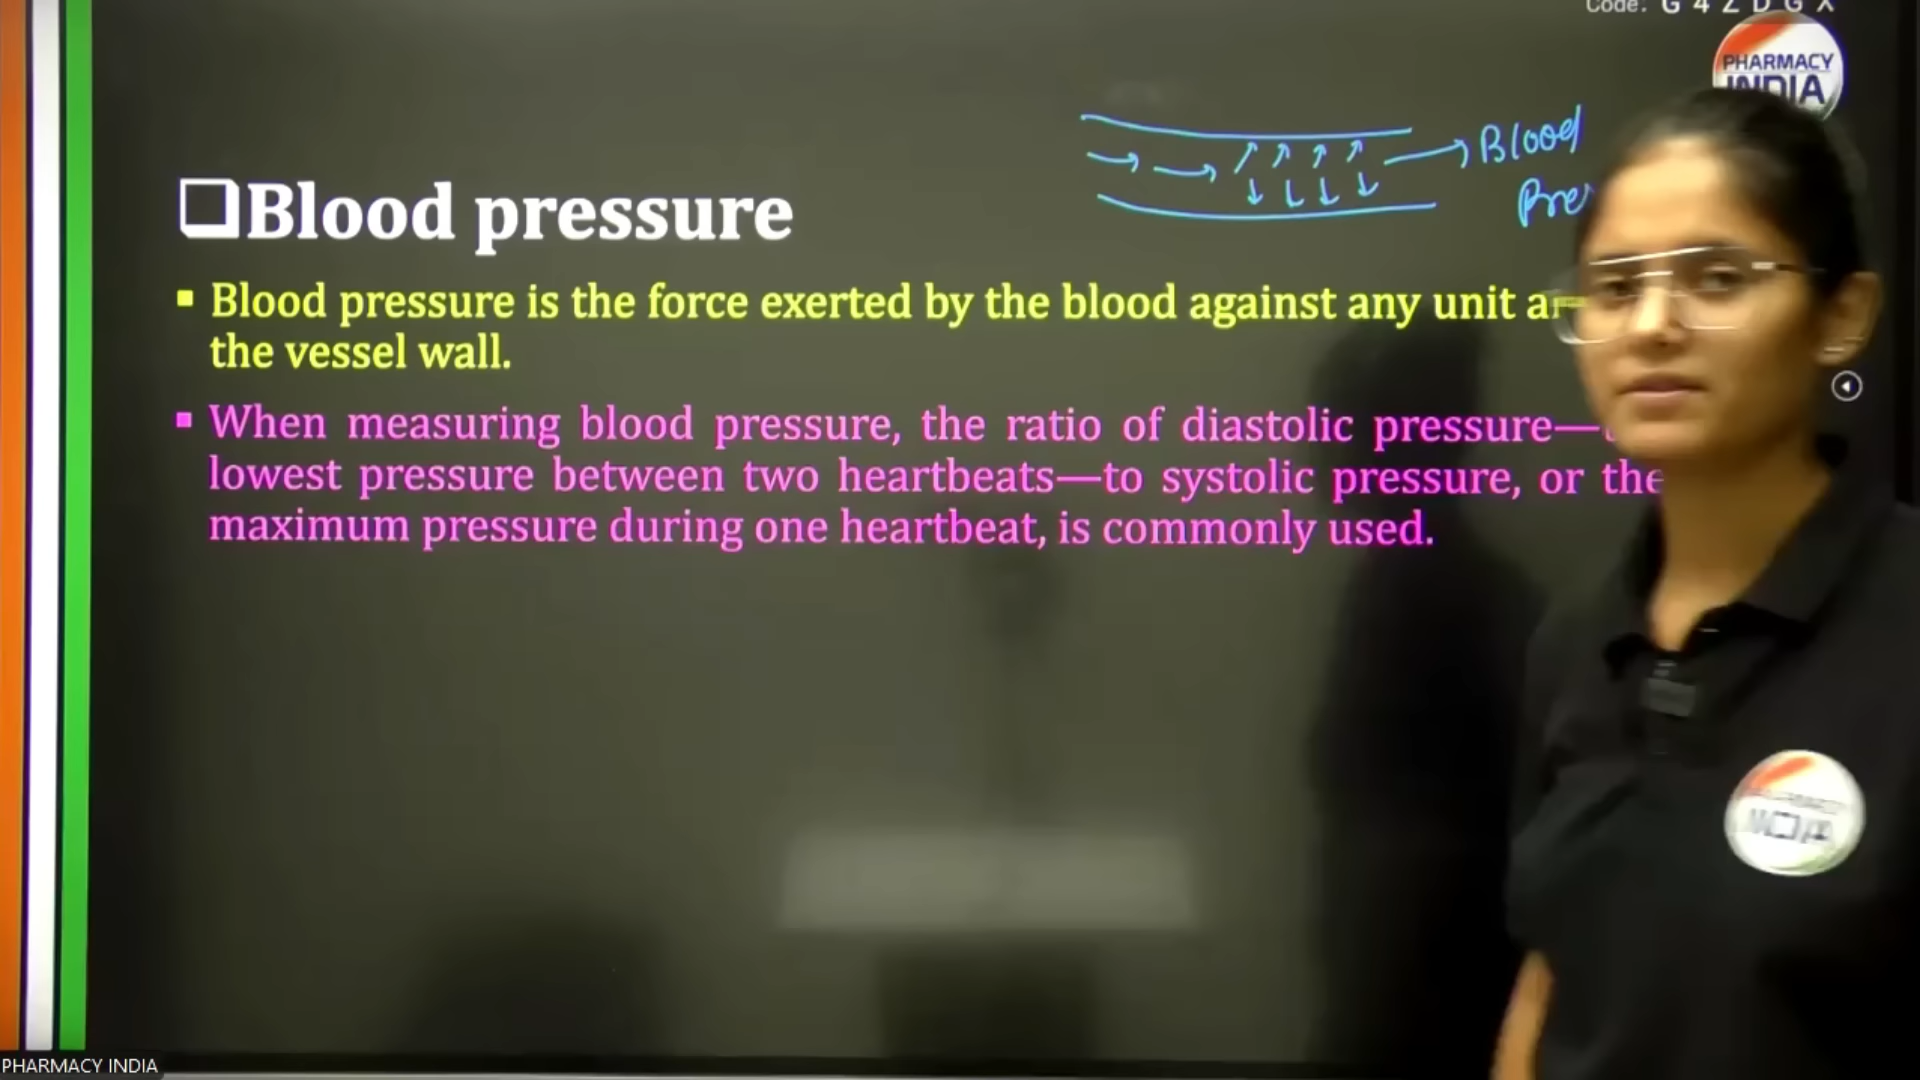 Code: G 4 Z D G X
PHARMACY
INDIA
Blood
❑Blood pressure
▪ Blood pressure is the force exerted by the blood against any unit
the vessel wall.
▪ When measuring blood pressure, the ratio of diastolic pressure—
lowest pressure between two heartbeats—to systolic pressure, or the
maximum pressure during one heartbeat, is commonly used.
PHARMACY INDIA